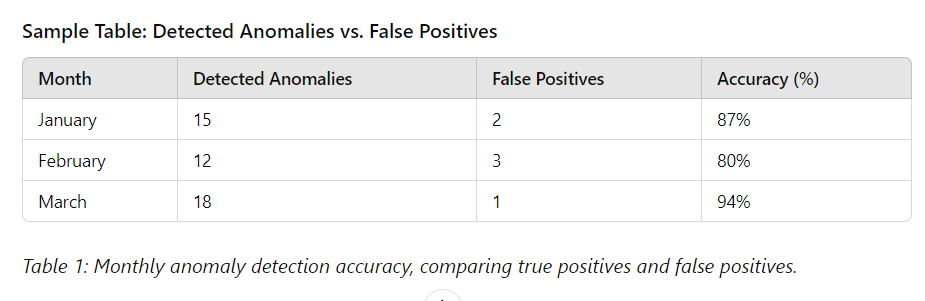 Sample Table: Detected Anomalies vs. False Positives
Month Detected Anomalies False Positives Accuracy (%)
January 15 2 87%
February 12 3 80%
March 18 1 94%
Table 1: Monthly anomaly detection accuracy, comparing true positives and false positives.